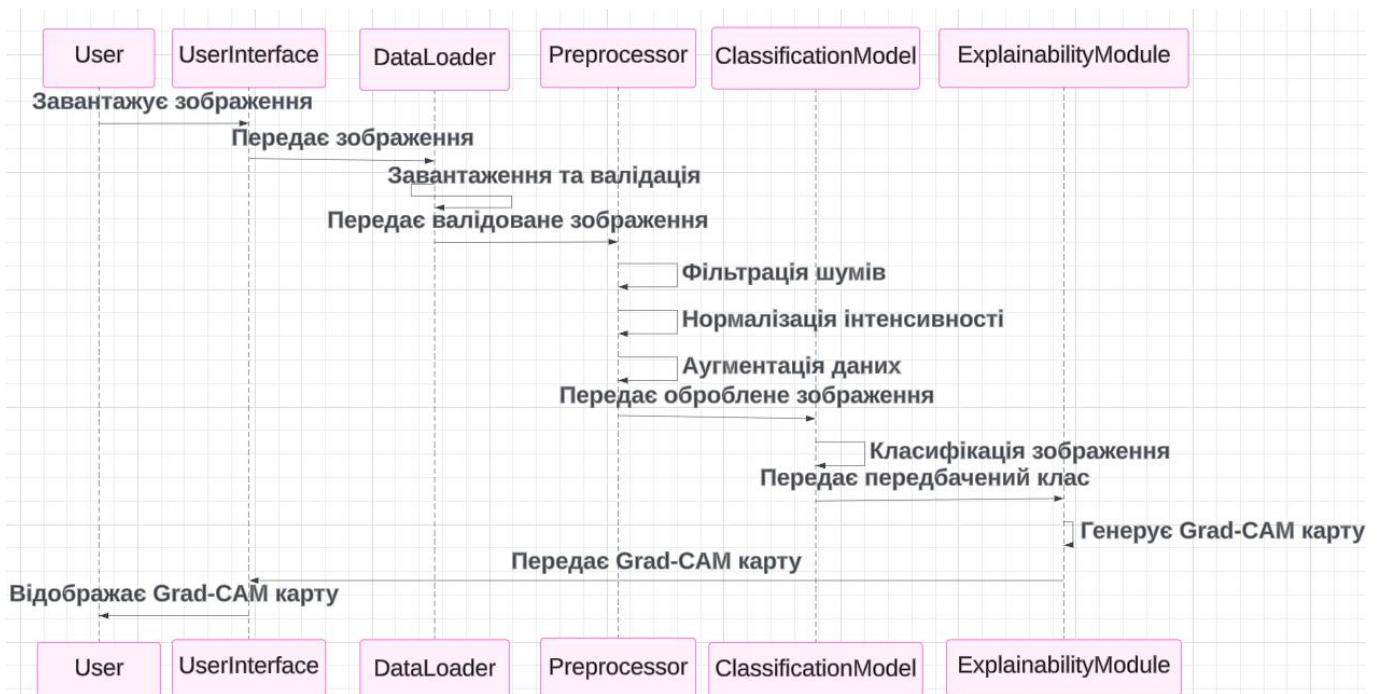 User UserInterface DataLoader Preprocessor ClassificationModel ExplainabilityModule
Завантажує зображення
Передає зображення
Завантаження та валідація
Передає валідоване зображення
Фільтрація шумів
Нормалізація інтенсивності
Аугментація даних
Передає оброблене зображення
Класифікація зображення
Передає передбачений клас
Генерує Grad-CAM карту
Передає Grad-CAM карту
Відображає Grad-CAM карту
User UserInterface DataLoader Preprocessor ClassificationModel ExplainabilityModule